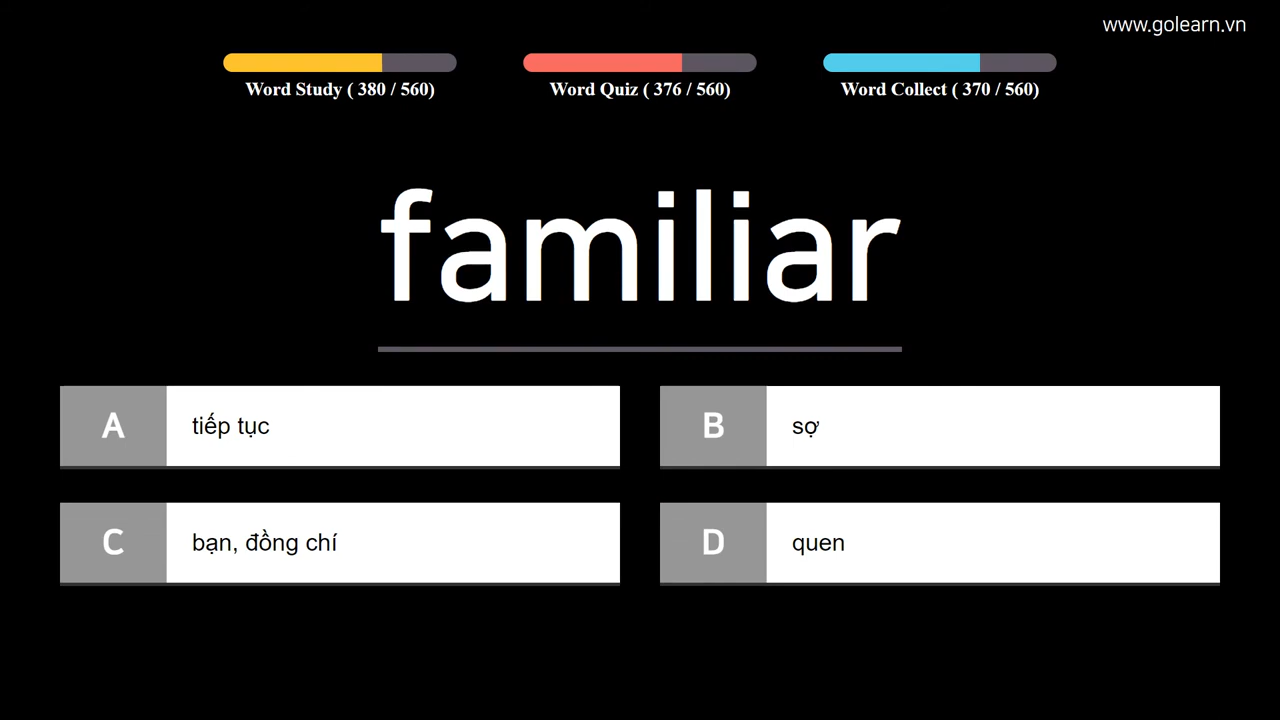 www.golearn.vn
Word Study ( 380 / 560)
Word Quiz ( 376 / 560)
Word Collect ( 370 / 560)
familiar
A tiếp tục
B sợ
C bạn, đồng chí
D quen